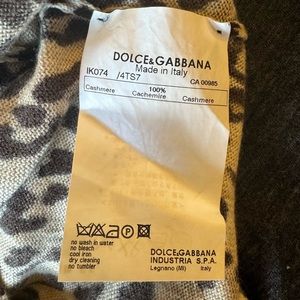 DOLCE&GABBANA
Made in Italy
IK074 /4TS7 CA 00985
100%
Cashmere Cachemire Cashmere
no wash in water
no bleach
cool iron
dry cleaning
no tumbler
DOLCE&GABBANA
INDUSTRIA S.P.A.
Legnano (MI) Italy